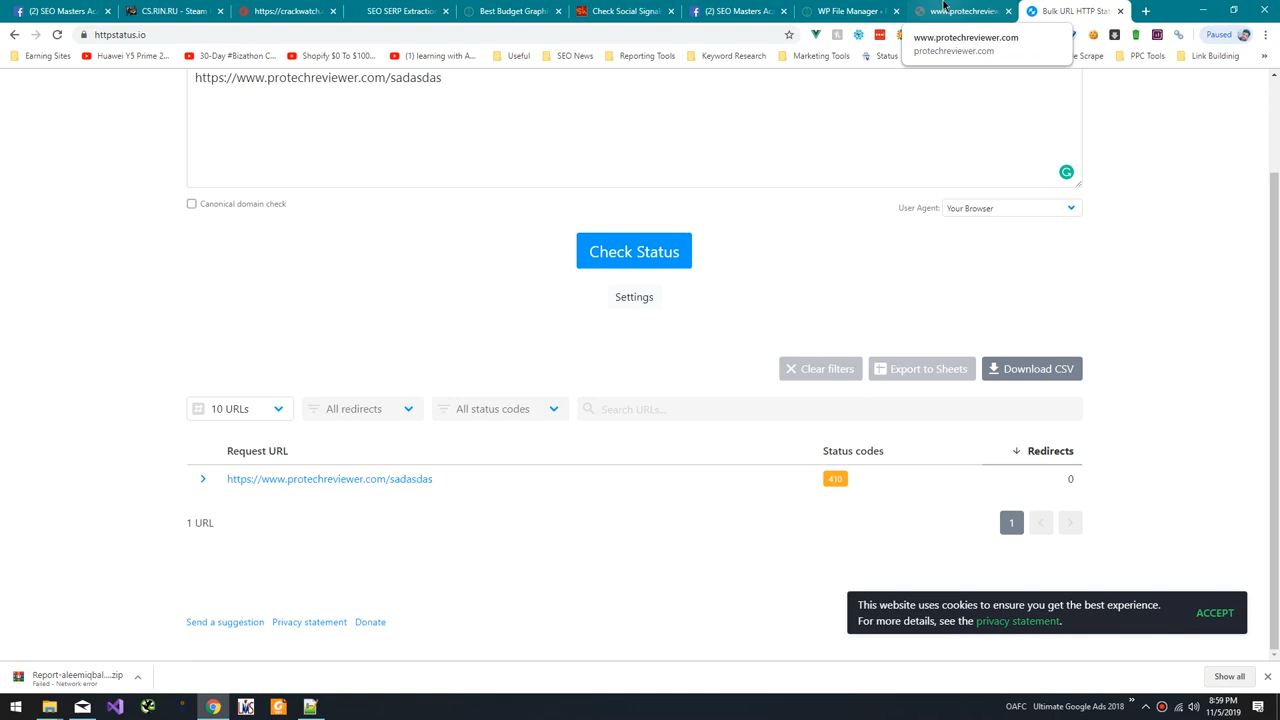 (2) SEO Masters Ac
CS.RIN.RU - Steam
https://crackwatch.
SEO SERP Extraction
Best Budget Graph
Check Social Signal
(2) SEO Masters Ac
WP File Manager
www.protechreview
Bulk URL HTTP Stat
httpstatus.io
Paused
www.protechreviewer.com
protechreviewer.com
Earning Sites
Huawei Y5 Prime 2
30-Day #Bizathon C...
Shopify $0 To $100...
(1) learning with A...
Useful
SEO News
Reporting Tools
Keyword Research
Marketing Tools
Status
e Scrape
PPC Tools
Link Building
»
https://www.protechreviewer.com/sadasdas
Canonical domain check
User Agent: Your Browser
Check Status
Settings
Clear filters
Export to Sheets
Download CSV
10 URLs
All redirects
All status codes
Search URLs...
Request URL
Status codes
Redirects
https://www.protechreviewer.com/sadasdas
410
0
1 URL
1
This website uses cookies to ensure you get the best experience.
For more details, see the privacy statement.
ACCEPT
Send a suggestion
Privacy statement
Donate
Report-aleemiqbal....zip
Failed - Network error
Show all
OAFC
Ultimate Google Ads 2018
»
8:59 PM
11/5/2019